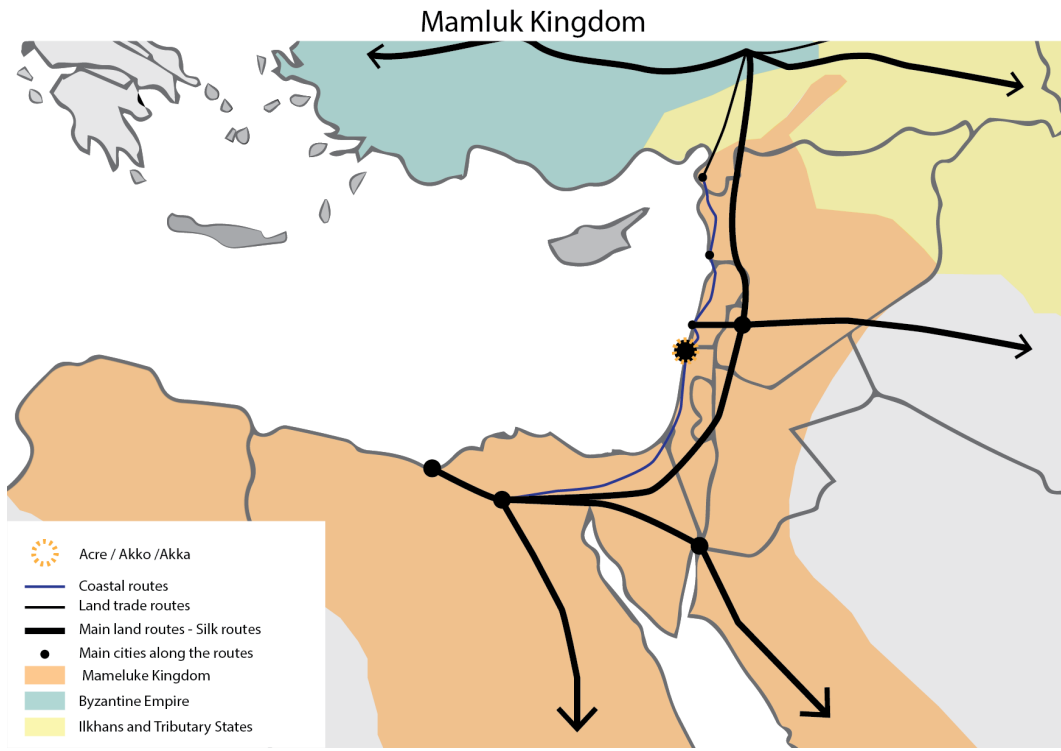 Mamluk Kingdom
Acre / Akko /Akka
Coastal routes
Land trade routes
Main land routes - Silk routes
Main cities along the routes
Mameluke Kingdom
Byzantine Empire
Ilkhans and Tributary States